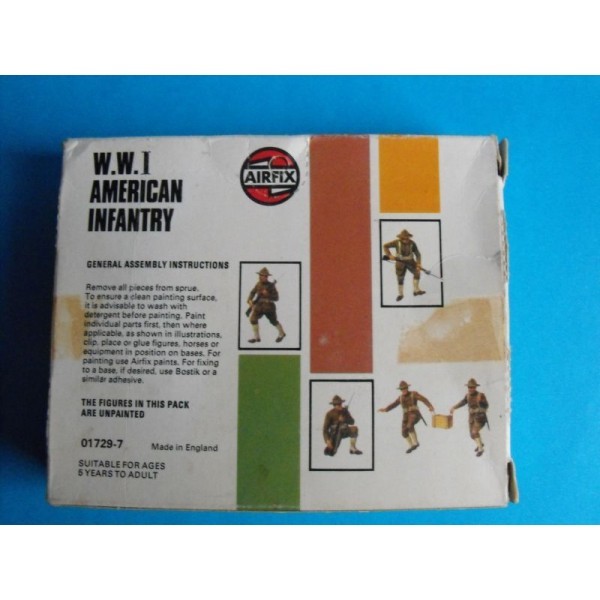 W.W.I
AMERICAN
INFANTRY
AIRFIX
GENERAL ASSEMBLY INSTRUCTIONS
Remove all pieces from sprue.
To ensure a clean painting surface,
it is advisable to wash with
detergent before painting. Paint
individual parts first, then where
applicable, as shown in illustrations,
clip, place or glue figures, horses or
equipment in position on bases. For
painting use Airfix paints. For fixing
to a base, if desired, use Bostik or a
similar adhesive.
THE FIGURES IN THIS PACK
ARE UNPAINTED
01729-7 Made in England
SUITABLE FOR AGES
5 YEARS TO ADULT